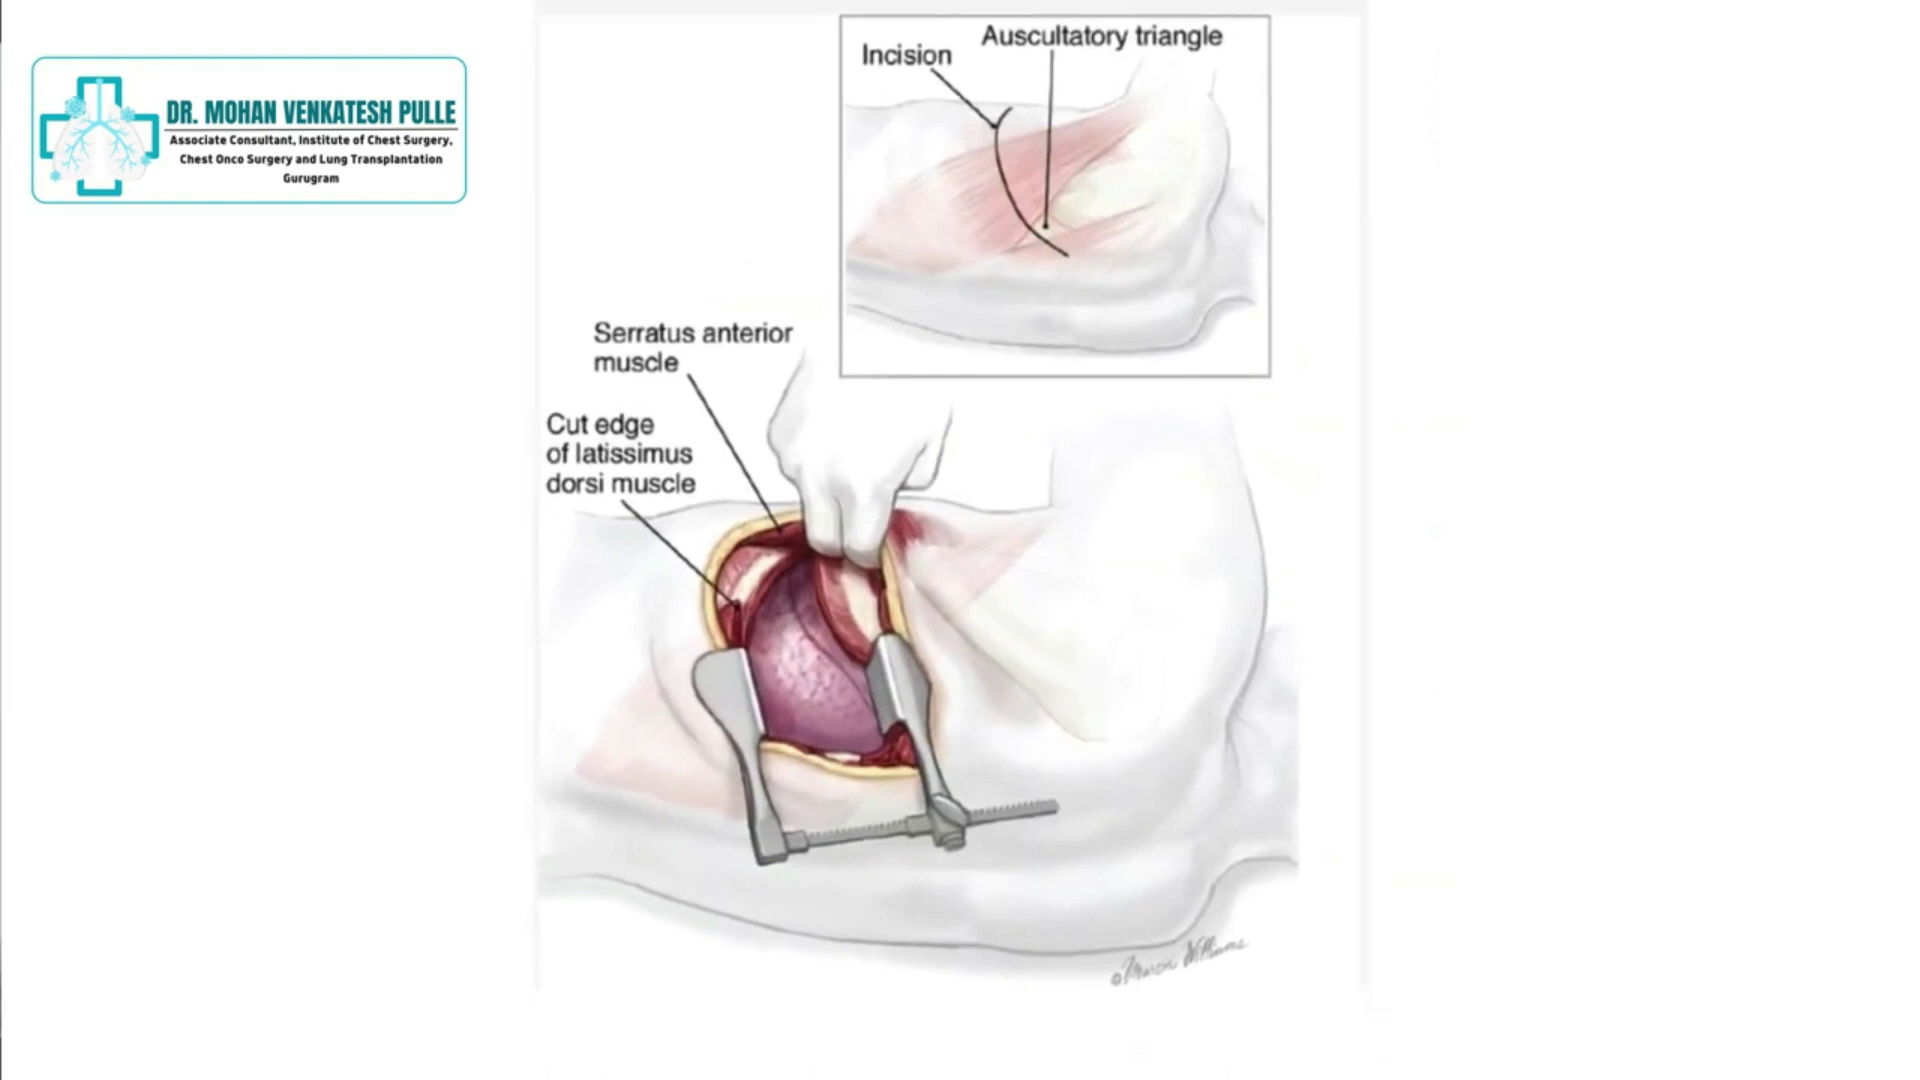 DR. MOHAN VENKATESH PULLE
Associate Consultant, Institute of Chest Surgery,
Chest Onco Surgery and Lung Transplantation
Gurugram
Auscultatory triangle
Incision
Serratus anterior
muscle
Cut edge
of latissimus
dorsi muscle
©